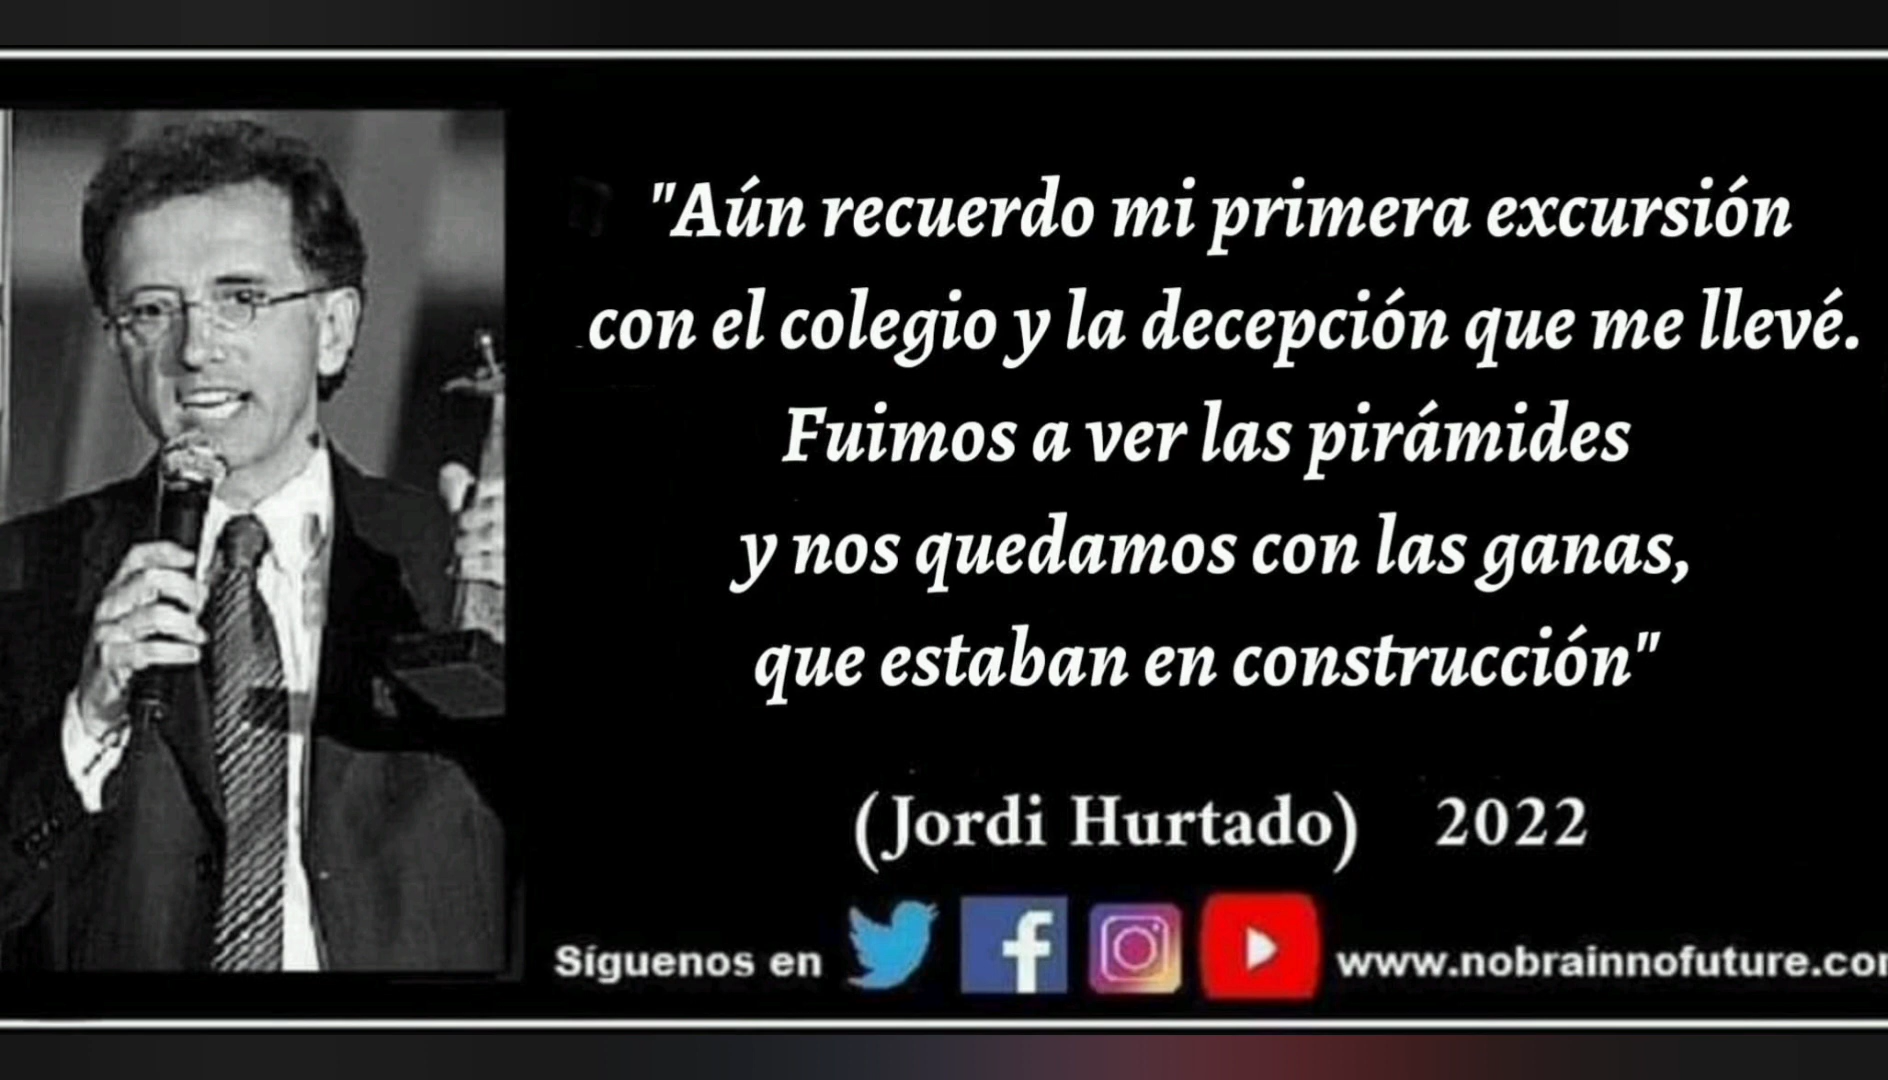 "Aún recuerdo mi primera excursión
con el colegio y la decepción que me llevé.
Fuimos a ver las pirámides
y nos quedamos con las ganas,
que estaban en construcción"
(Jordi Hurtado) 2022
Síguenos en www.nobrainnofuture.co